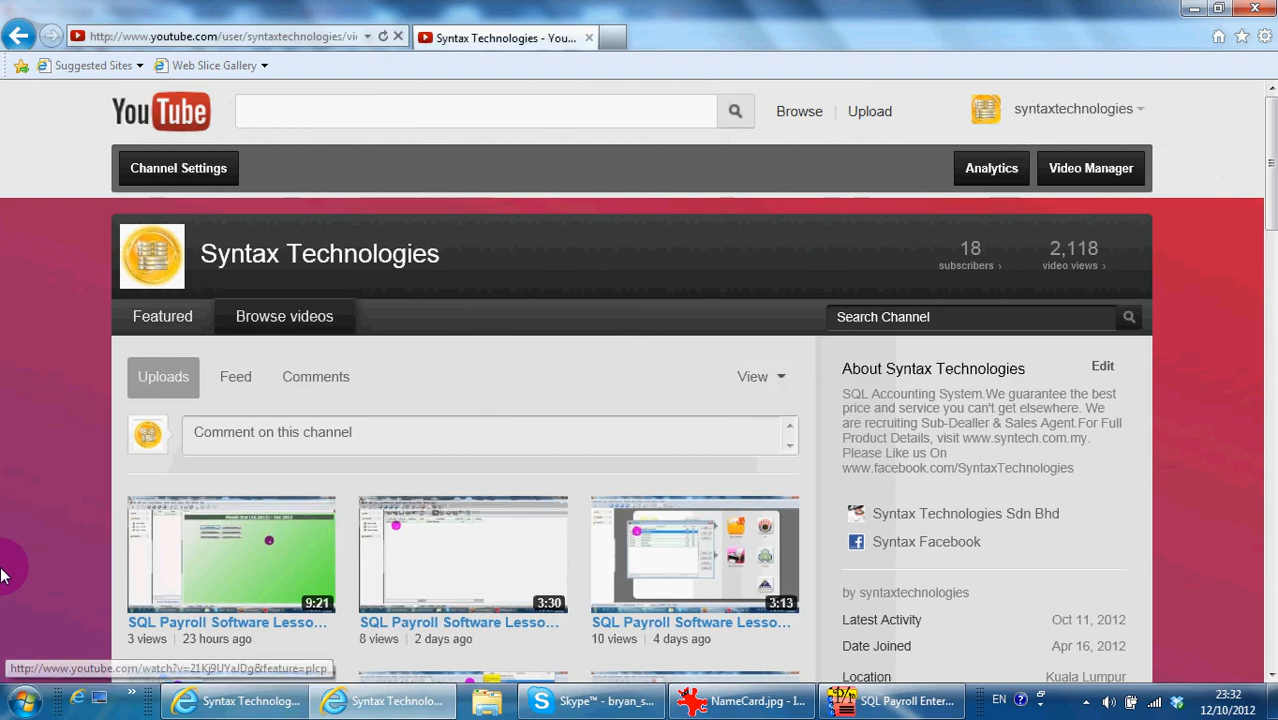 http://www.youtube.com/user/syntaxtechnologies/vi
Syntax Technologies - You...
Suggested Sites
Web Slice Gallery
YouTube
Browse
Upload
syntaxtechnologies
Channel Settings
Analytics
Video Manager
Syntax Technologies
18
2,118
subscribers ›
video views ›
Featured
Browse videos
Search Channel
Uploads
Feed
Comments
View
About Syntax Technologies
Edit
Comment on this channel
SQL Accounting System.We guarantee the best
price and service you can't get elsewhere. We
are recruiting Sub-Dealler & Sales Agent.For Full
Product Details, visit www.syntech.com.my.
Please Like us On
www.facebook.com/SyntaxTechnologies
Syntax Technologies Sdn Bhd
Syntax Facebook
9:21
3:30
3:13
SQL Payroll Software Lesso...
SQL Payroll Software Lesso...
SQL Payroll Software Lesso...
3 views
23 hours ago
8 views
2 days ago
10 views
4 days ago
by syntaxtechnologies
Latest Activity
Oct 11, 2012
Date Joined
Apr 16, 2012
Location
Kuala Lumpur
http://www.youtube.com/watch?v=21Kj9UYaJDg&feature=plcp
Syntax Technolog...
Syntax Technolo...
Skype™ - bryan_s...
NameCard.jpg - I...
SQL Payroll Enter...
EN
23:32
12/10/2012